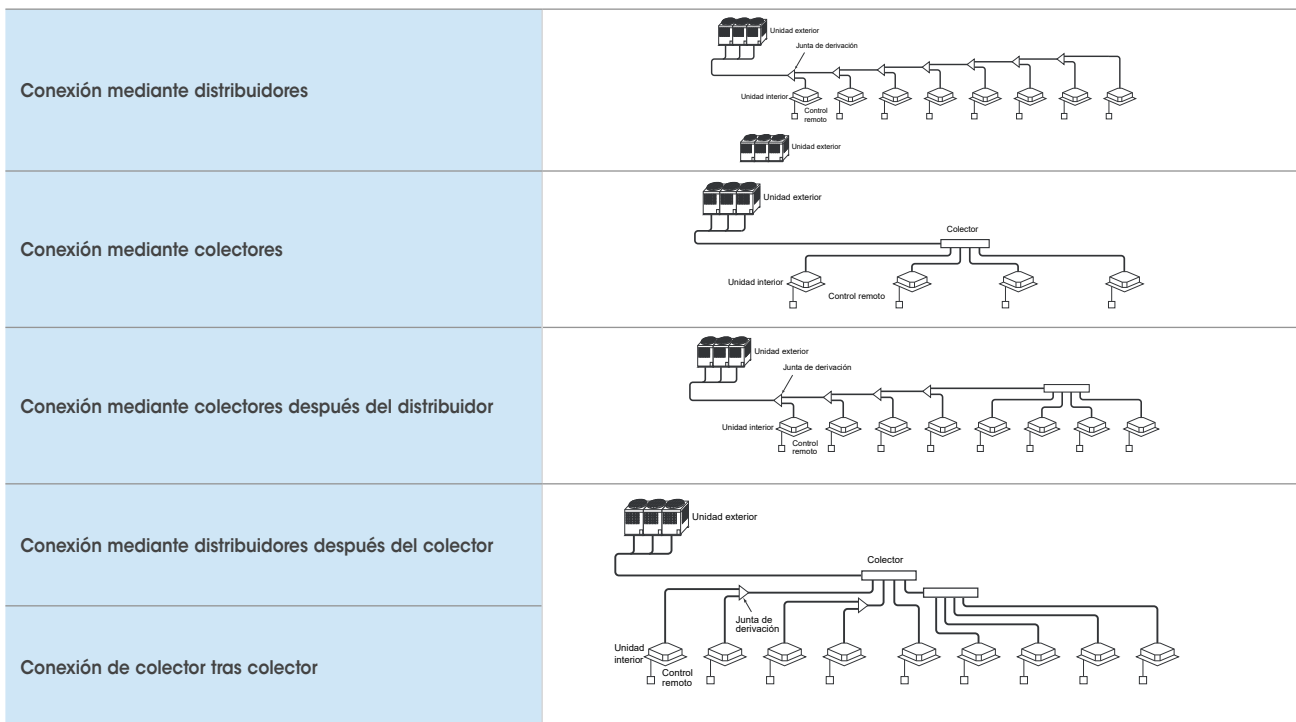 Conexión mediante distribuidores
Unidad exterior
Junta de derivación
Unidad interior
Control
remoto
Unidad exterior
Conexión mediante colectores
Unidad exterior
Colector
Unidad interior
Control remoto
Conexión mediante colectores después del distribuidor
Unidad exterior
Junta de derivación
Unidad interior
Control
remoto
Conexión mediante distribuidores después del colector
Unidad exterior
Colector
Junta de
derivación
Unidad
interior
Control
remoto
Conexión de colector tras colector